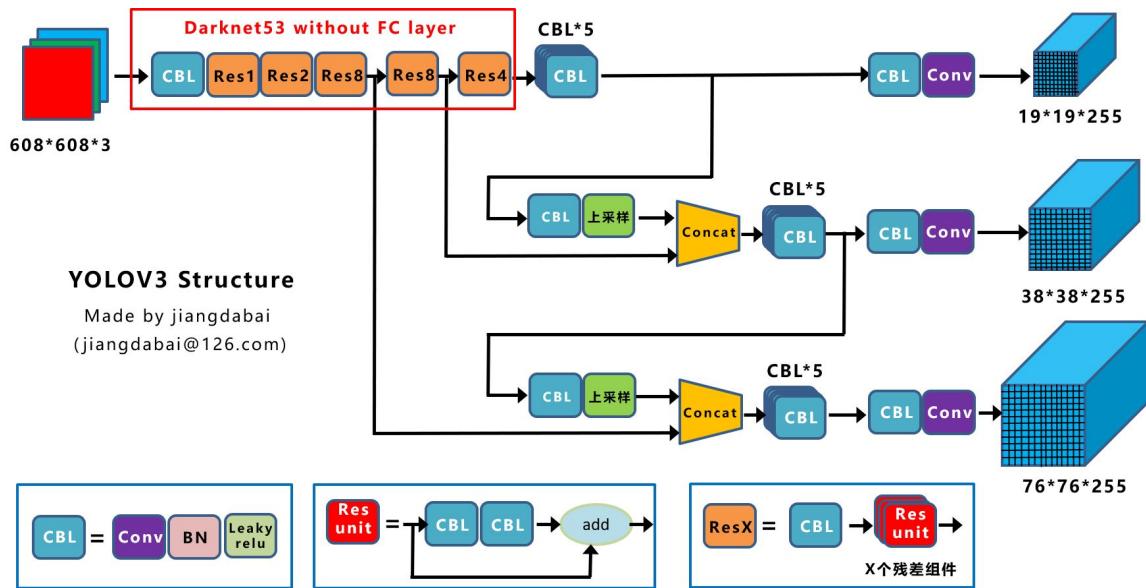 Darknet53 without FC layer
CBL*5
CBL Res1 Res2 Res8 Res8 Res4 CBL CBL Conv
608*608*3
19*19*255
CBL*5
CBL 上采样 Concat CBL CBL Conv
38*38*255
YOLOV3 Structure
Made by jiangdabai
(jiangdabai@126.com)
CBL*5
CBL 上采样 Concat CBL CBL Conv
76*76*255
CBL = Conv BN Leaky relu
Res unit = CBL CBL add
ResX = CBL Res unit
X个残差组件